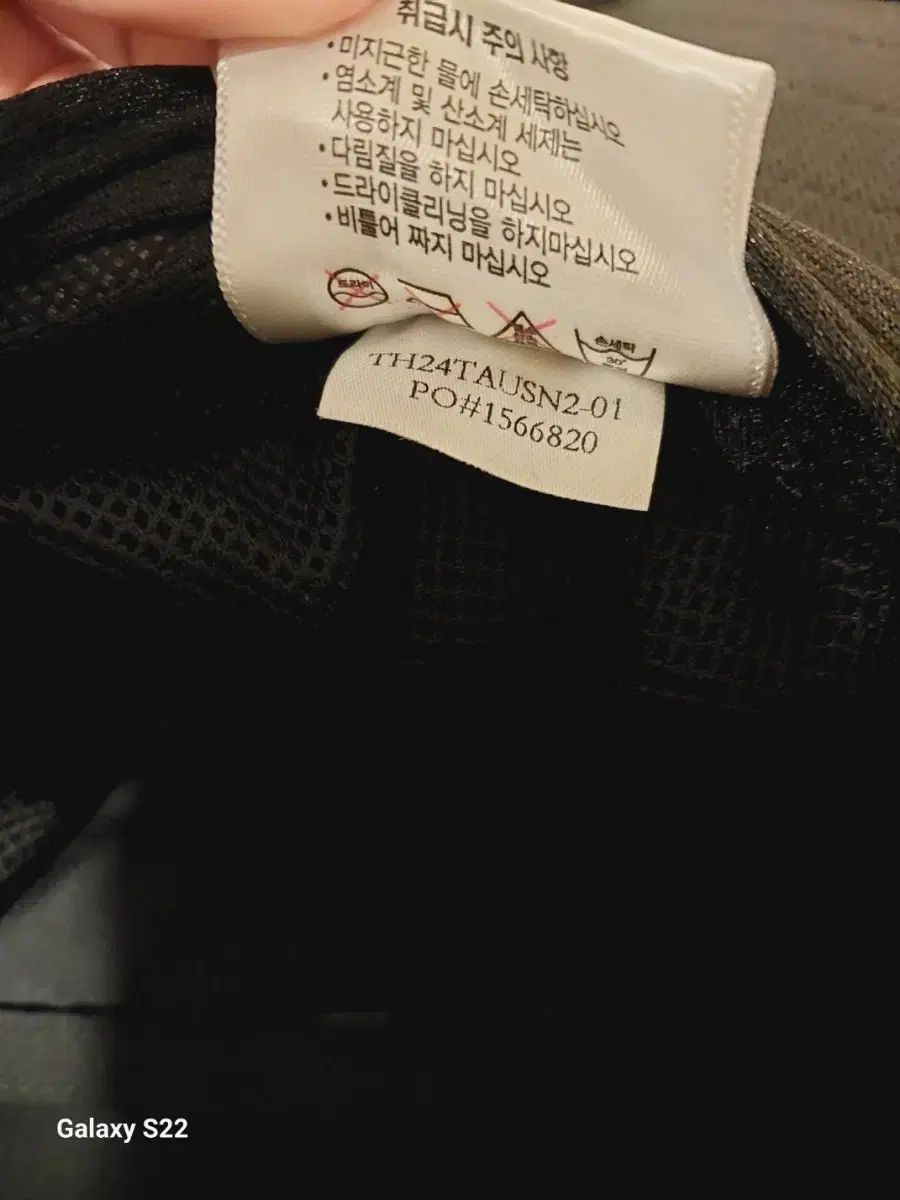 취급시 주의 사항
•미지근한 물에 손세탁하십시오
•염소계 및 산소계 세제는
사용하지 마십시오
•다림질을 하지 마십시오
•드라이클리닝을 하지마십시오
•비틀어 짜지 마십시오
드라이
손세탁
30°
TH24TAUSN2-01
PO#1566820
Galaxy S22